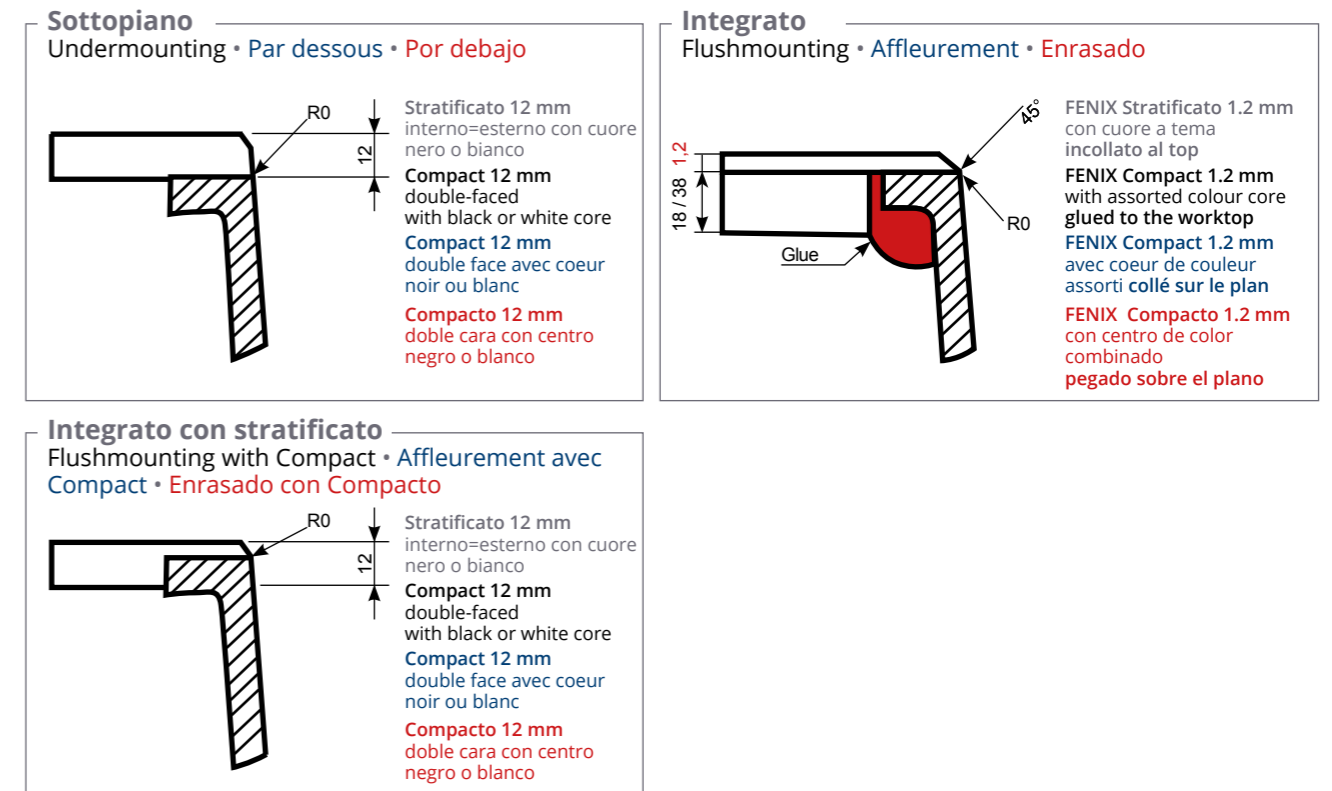 Sottopiano
Undermounting • Par dessous • Por debajo
R0
12
Stratificato 12 mm
interno=esterno con cuore
nero o bianco
Compact 12 mm
double-faced
with black or white core
Compact 12 mm
double face avec coeur
noir ou blanc
Compacto 12 mm
doble cara con centro
negro o blanco
Integrato
Flushmounting • Affleurement • Enrasado
45°
1,2
18 / 38
R0
Glue
FENIX Stratificato 1.2 mm
con cuore a tema
incollato al top
FENIX Compact 1.2 mm
with assorted colour core
glued to the worktop
FENIX Compact 1.2 mm
avec coeur de couleur
assorti collé sur le plan
FENIX Compacto 1.2 mm
con centro de color
combinado
pegado sobre el plano
Integrato con stratificato
Flushmounting with Compact • Affleurement avec
Compact • Enrasado con Compacto
R0
12
Stratificato 12 mm
interno=esterno con cuore
nero o bianco
Compact 12 mm
double-faced
with black or white core
Compact 12 mm
double face avec coeur
noir ou blanc
Compacto 12 mm
doble cara con centro
negro o blanco